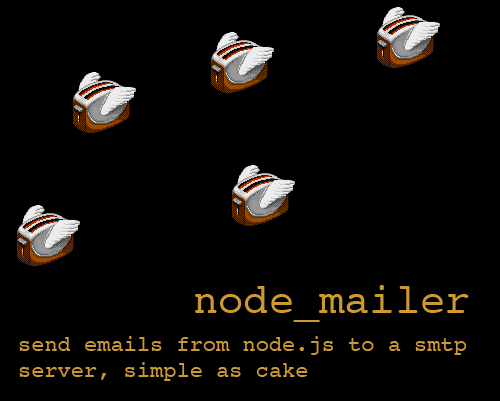 node_mailer
send emails from node.js to a smtp
server, simple as cake